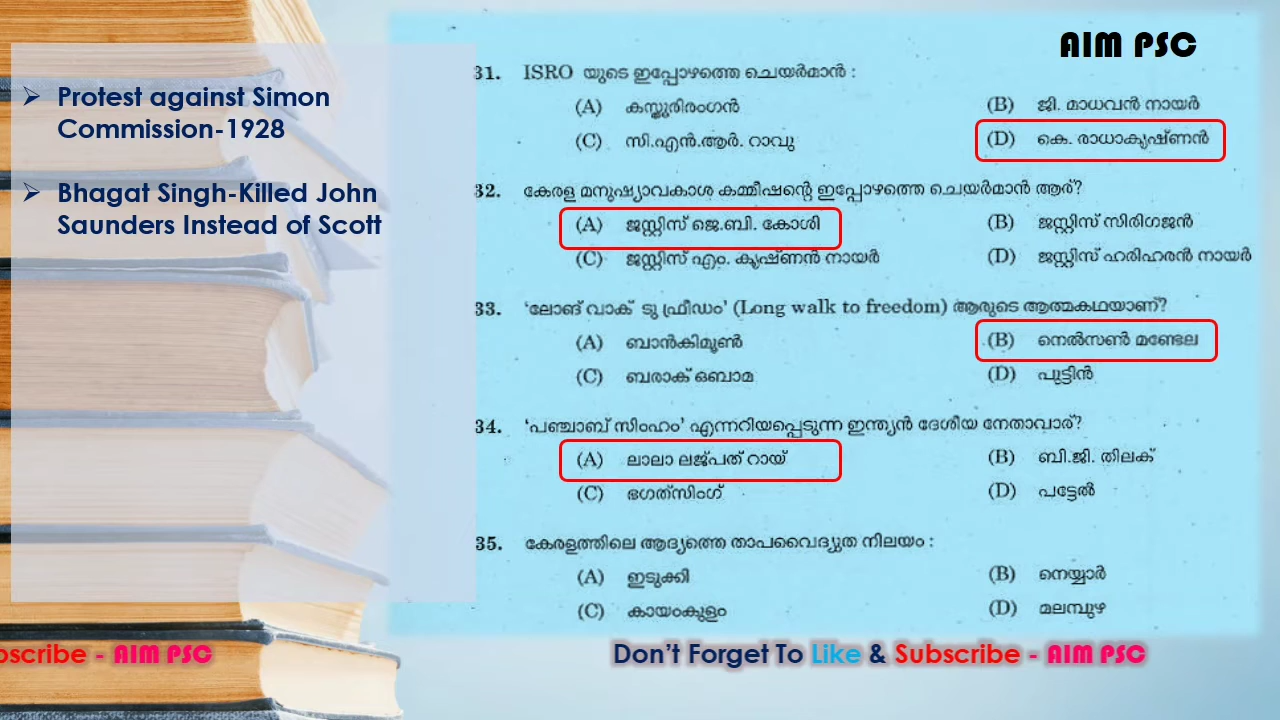 AIM PSC
➢ Protest against Simon
Commission-1928
➢ Bhagat Singh-Killed John
Saunders Instead of Scott
31. ISRO യുടെ ഇപ്പോഴത്തെ ചെയർമാൻ :
(A) കസ്തൂരിരംഗൻ (B) ജി. മാധവൻ നായർ
(C) സി.എൻ.ആർ. റാവു (D) കെ. രാധാകൃഷ്ണൻ
32. കേരള മനുഷ്യാവകാശ കമ്മീഷന്റെ ഇപ്പോഴത്തെ ചെയർമാൻ ആര്?
(A) ജസ്റ്റിസ് ജെ.ബി. കോശി (B) ജസ്റ്റിസ് സിരിഗജൻ
(C) ജസ്റ്റിസ് എം. കൃഷ്ണൻ നായർ (D) ജസ്റ്റിസ് ഹരിഹരൻ നായർ
33. 'ലോങ് വാക് ടു ഫ്രീഡം' (Long walk to freedom) ആരുടെ ആത്മകഥയാണ്?
(A) ബാൻകിമൂൺ (B) നെൽസൺ മണ്ടേല
(C) ബരാക് ഒബാമ (D) പുട്ടിൻ
34. 'പഞ്ചാബ് സിംഹം' എന്നറിയപ്പെടുന്ന ഇന്ത്യൻ ദേശീയ നേതാവാര്?
(A) ലാലാ ലജ്പത് റായ് (B) ബി.ജി. തിലക്
(C) ഭഗത്സിംഗ് (D) പട്ടേൽ
35. കേരളത്തിലെ ആദ്യത്തെ താപവൈദ്യുത നിലയം :
(A) ഇടുക്കി (B) നെയ്യാർ
(C) കായംകുളം (D) മലമ്പുഴ
bscribe - AIM PSC Don't Forget To Like & Subscribe - AIM PSC